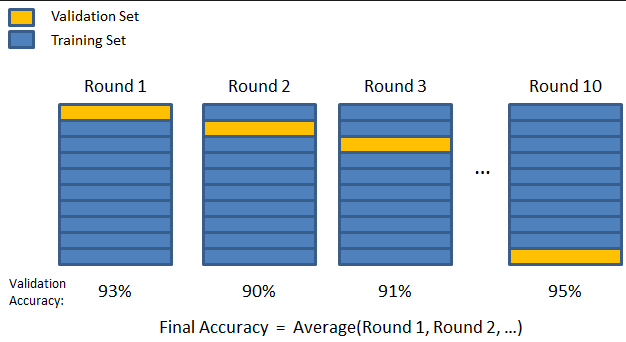 Validation Set
Training Set
Round 1 Round 2 Round 3 Round 10
...
Validation
Accuracy: 93% 90% 91% 95%
Final Accuracy = Average(Round 1, Round 2, ...)